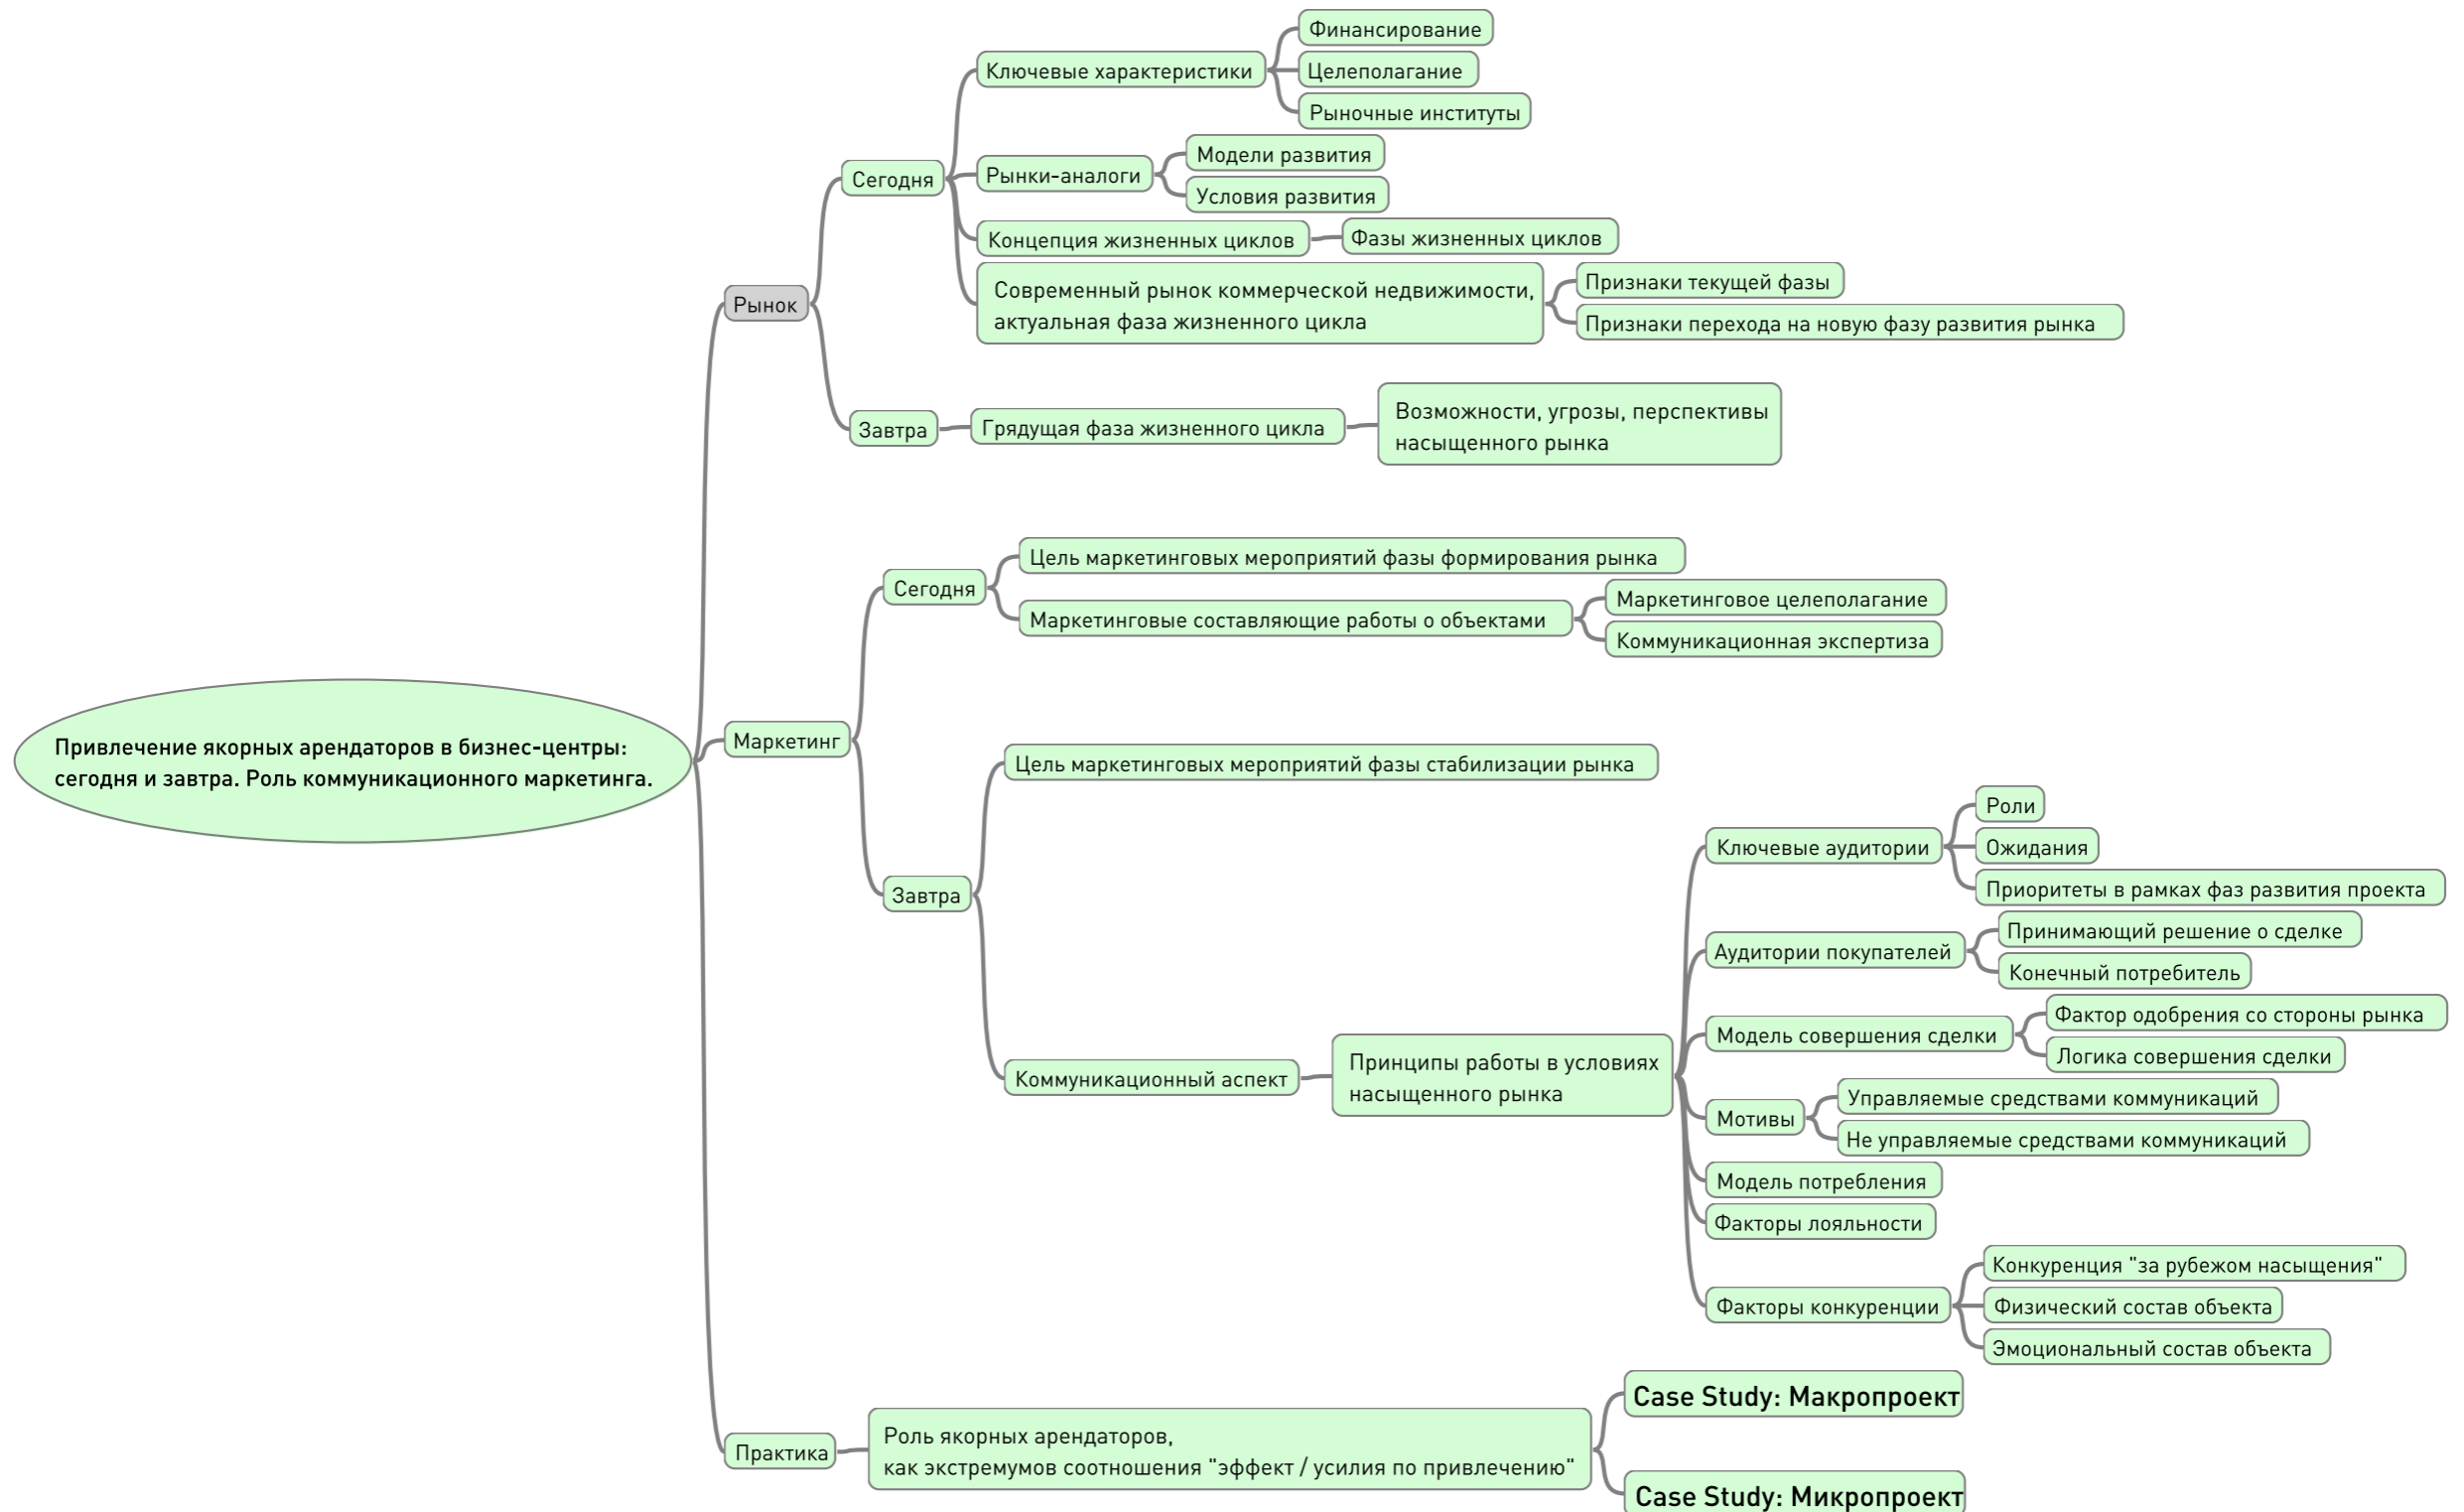 Привлечение якорных арендаторов в бизнес-центры:
сегодня и завтра. Роль коммуникационного маркетинга.
Рынок
Сегодня
Ключевые характеристики
Финансирование
Целеполагание
Рыночные институты
Рынки-аналоги
Модели развития
Условия развития
Концепция жизненных циклов
Фазы жизненных циклов
Современный рынок коммерческой недвижимости,
актуальная фаза жизненного цикла
Признаки текущей фазы
Признаки перехода на новую фазу развития рынка
Завтра
Грядущая фаза жизненного цикла
Возможности, угрозы, перспективы
насыщенного рынка
Маркетинг
Сегодня
Цель маркетинговых мероприятий фазы формирования рынка
Маркетинговые составляющие работы о объектами
Маркетинговое целеполагание
Коммуникационная экспертиза
Завтра
Цель маркетинговых мероприятий фазы стабилизации рынка
Коммуникационный аспект
Принципы работы в условиях
насыщенного рынка
Ключевые аудитории
Роли
Ожидания
Приоритеты в рамках фаз развития проекта
Аудитории покупателей
Принимающий решение о сделке
Конечный потребитель
Модель совершения сделки
Фактор одобрения со стороны рынка
Логика совершения сделки
Мотивы
Управляемые средствами коммуникаций
Не управляемые средствами коммуникаций
Модель потребления
Факторы лояльности
Факторы конкуренции
Конкуренция "за рубежом насыщения"
Физический состав объекта
Эмоциональный состав объекта
Практика
Роль якорных арендаторов,
как экстремумов соотношения "эффект / усилия по привлечению"
Case Study: Макропроект
Case Study: Микропроект